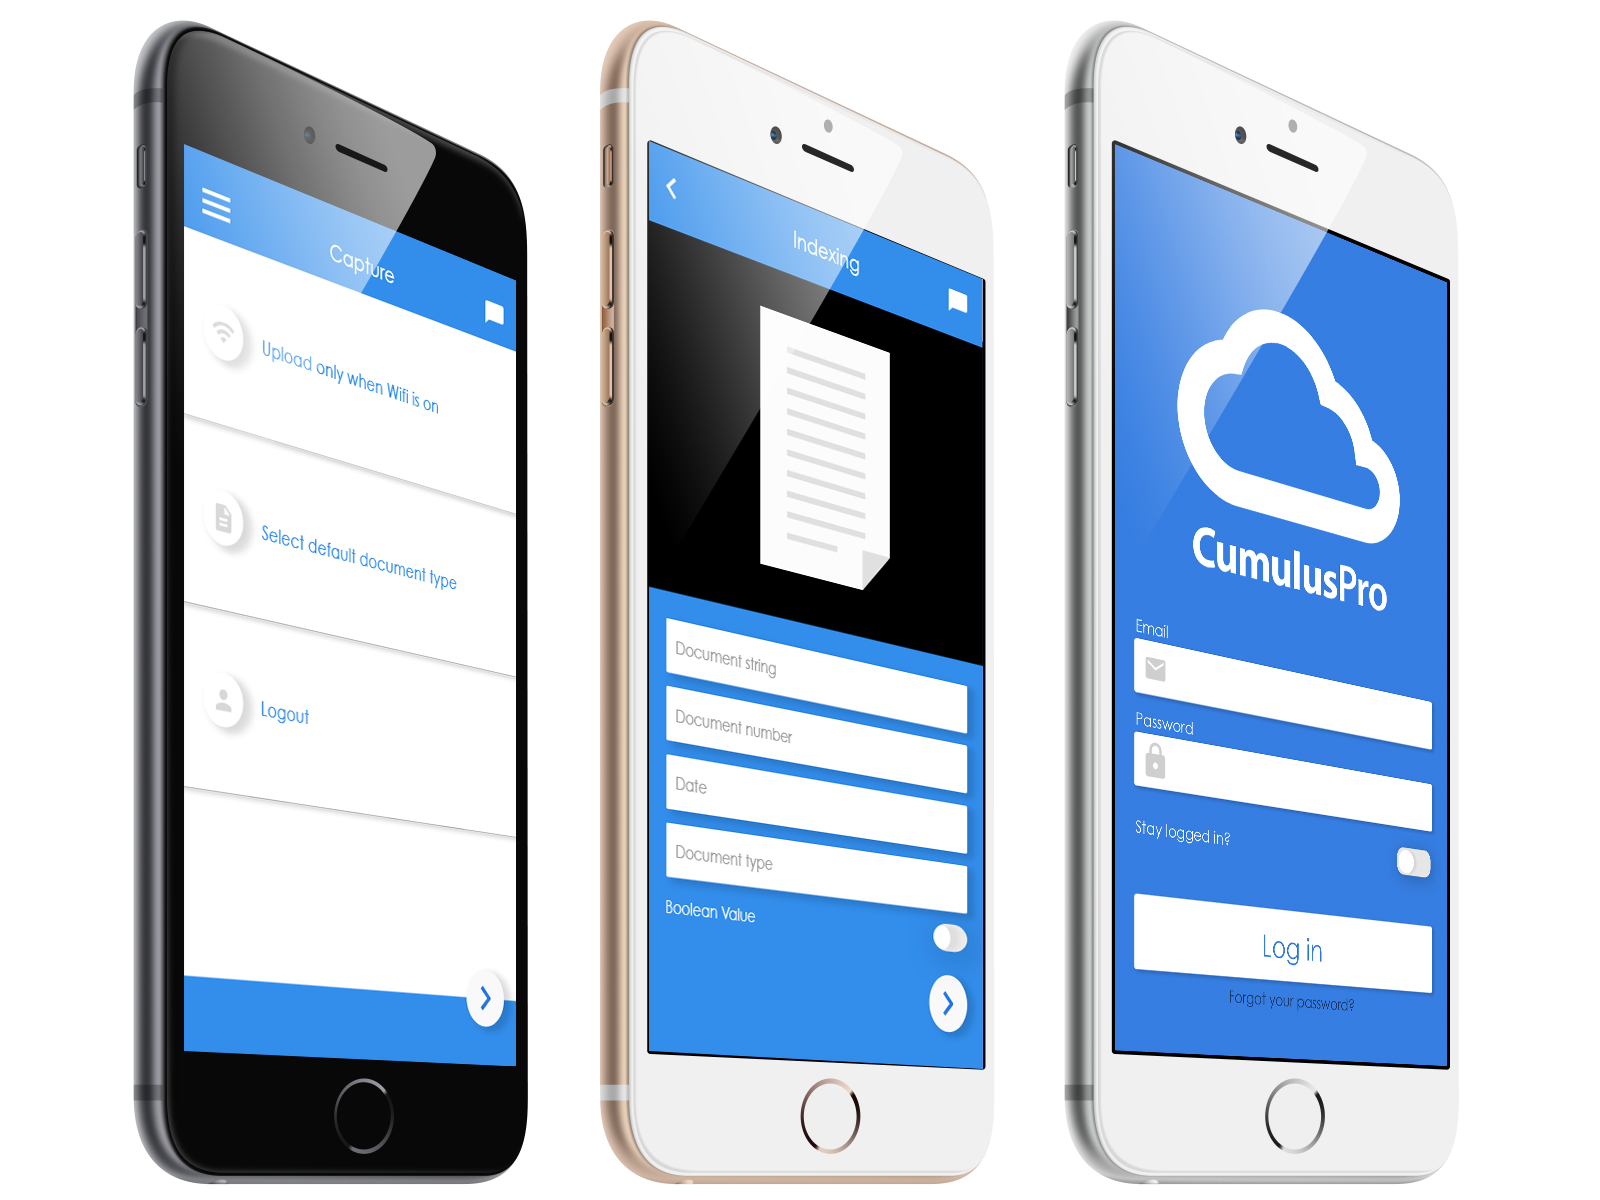 Capture
Upload only when Wifi is on
Select default document type
Logout
Indexing
Document string
Document number
Date
Document type
Boolean Value
CumulusPro
Email
Password
Stay logged in?
Log in
Forgot your password?